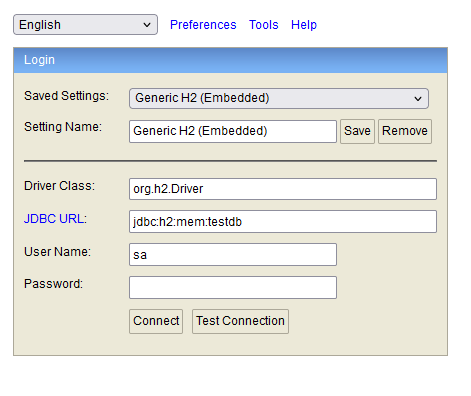 English Preferences Tools Help
Login
Saved Settings: Generic H2 (Embedded)
Setting Name: Generic H2 (Embedded) Save Remove
Driver Class: org.h2.Driver
JDBC URL: jdbc:h2:mem:testdb
User Name: sa
Password:
Connect Test Connection